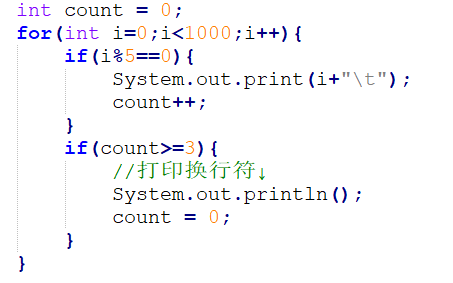 int count = 0;
for(int i=0;i<1000;i++){
if(i%5==0){
System.out.print(i+"\t");
count++;
}
if(count>=3){
//打印换行符↓
System.out.println();
count = 0;
}
}